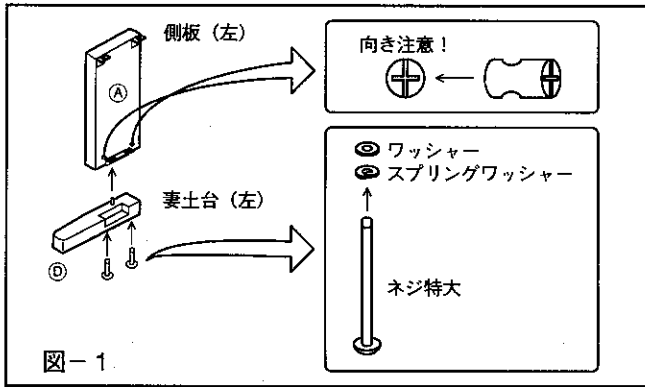 側板（左）
Ⓐ
向き注意！
ワッシャー
スプリングワッシャー
妻土台（左）
Ⓓ
ネジ特大
図－1